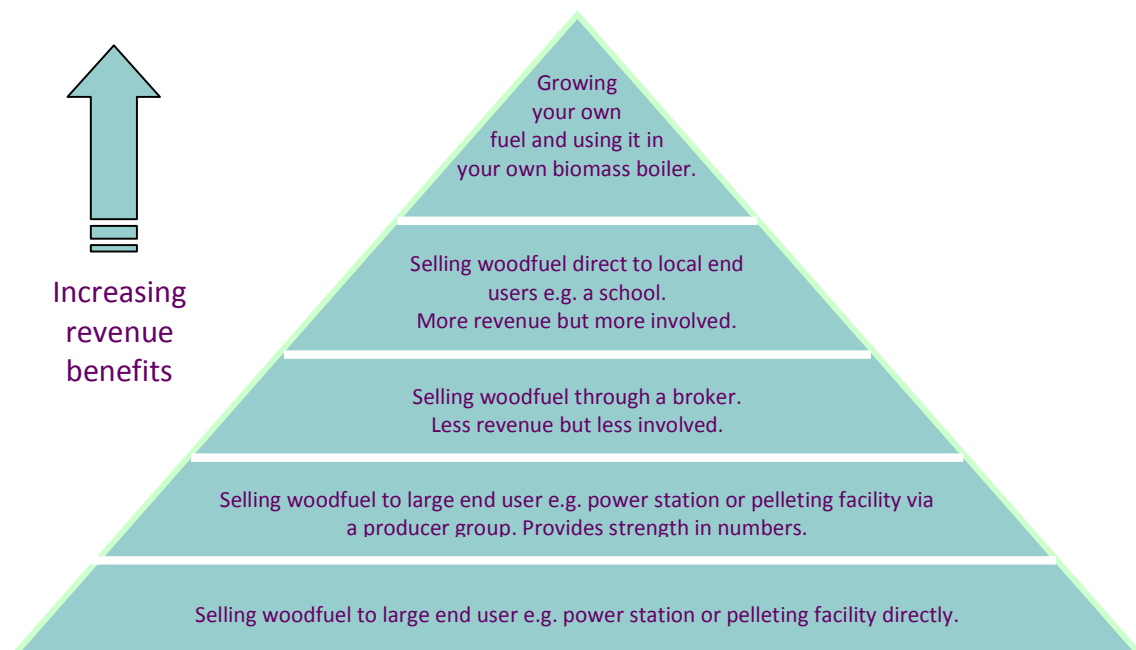 Growing
your own
fuel and using it in
your own biomass boiler.
Increasing
revenue
benefits
Selling woodfuel direct to local end
users e.g. a school.
More revenue but more involved.
Selling woodfuel through a broker.
Less revenue but less involved.
Selling woodfuel to large end user e.g. power station or pelleting facility via
a producer group. Provides strength in numbers.
Selling woodfuel to large end user e.g. power station or pelleting facility directly.